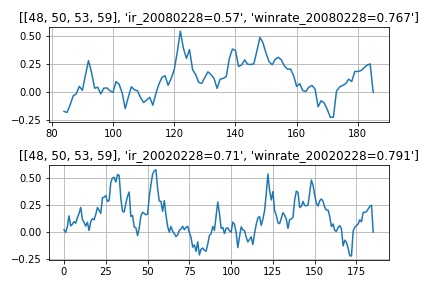 [[48, 50, 53, 59], 'ir_20080228=0.57', 'winrate_20080228=0.767']
0.50
0.25
0.00
−0.25
80 100 120 140 160 180
[[48, 50, 53, 59], 'ir_20020228=0.71', 'winrate_20020228=0.791']
0.50
0.25
0.00
−0.25
0 25 50 75 100 125 150 175